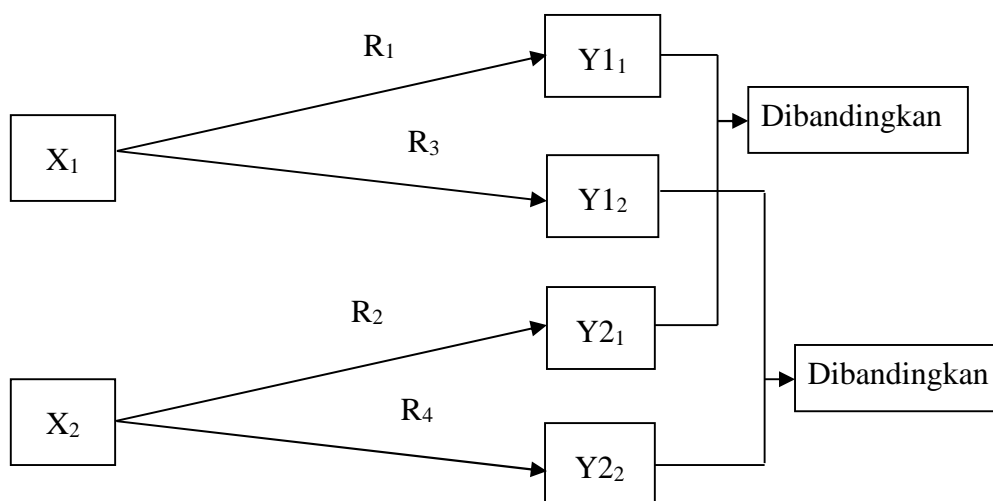 R₁
Y1₁
Dibandingkan
X₁
R₃
Y1₂
R₂
Y2₁
Dibandingkan
X₂
R₄
Y2₂